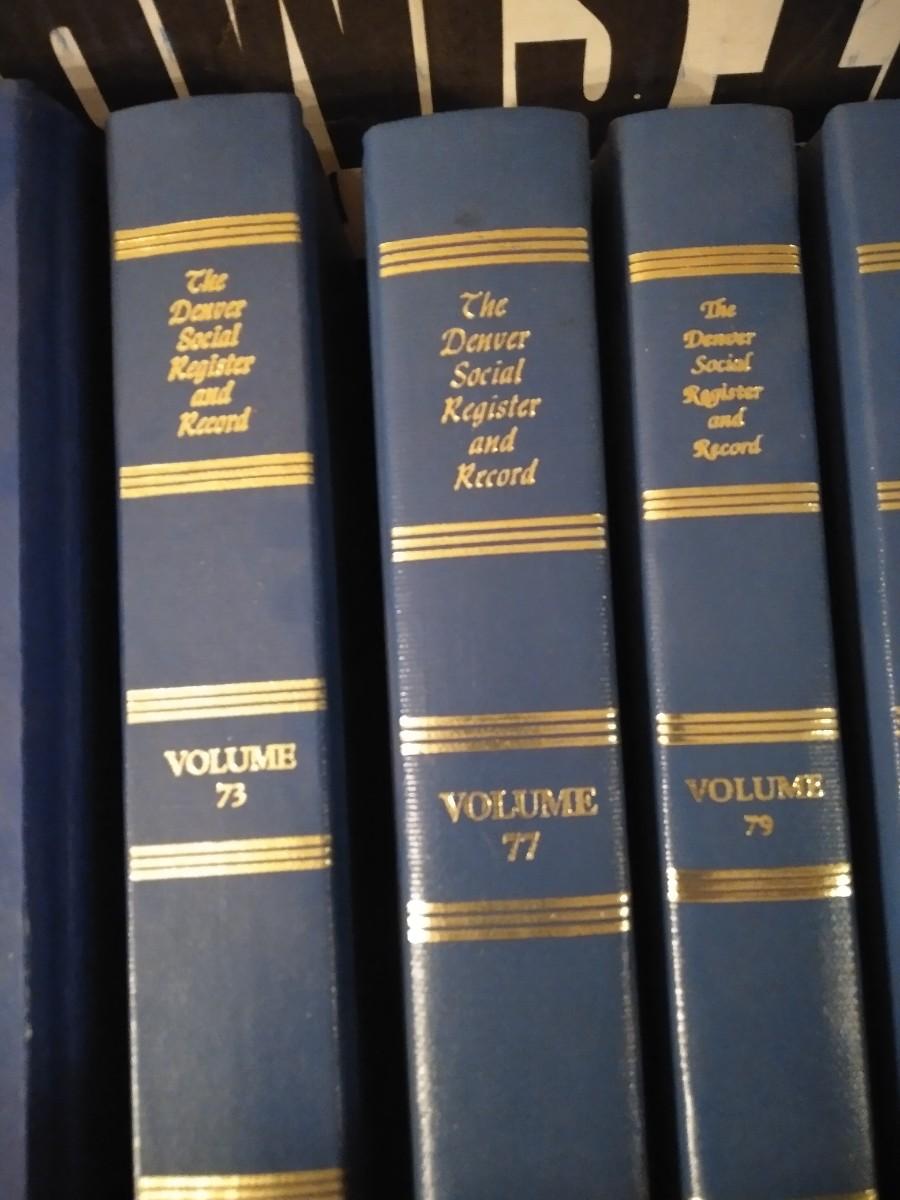 The
Denver
Social
Register
and
Record
VOLUME
73
The
Denver
Social
Register
and
Record
VOLUME
77
The
Denver
Social
Register
and
Record
VOLUME
79